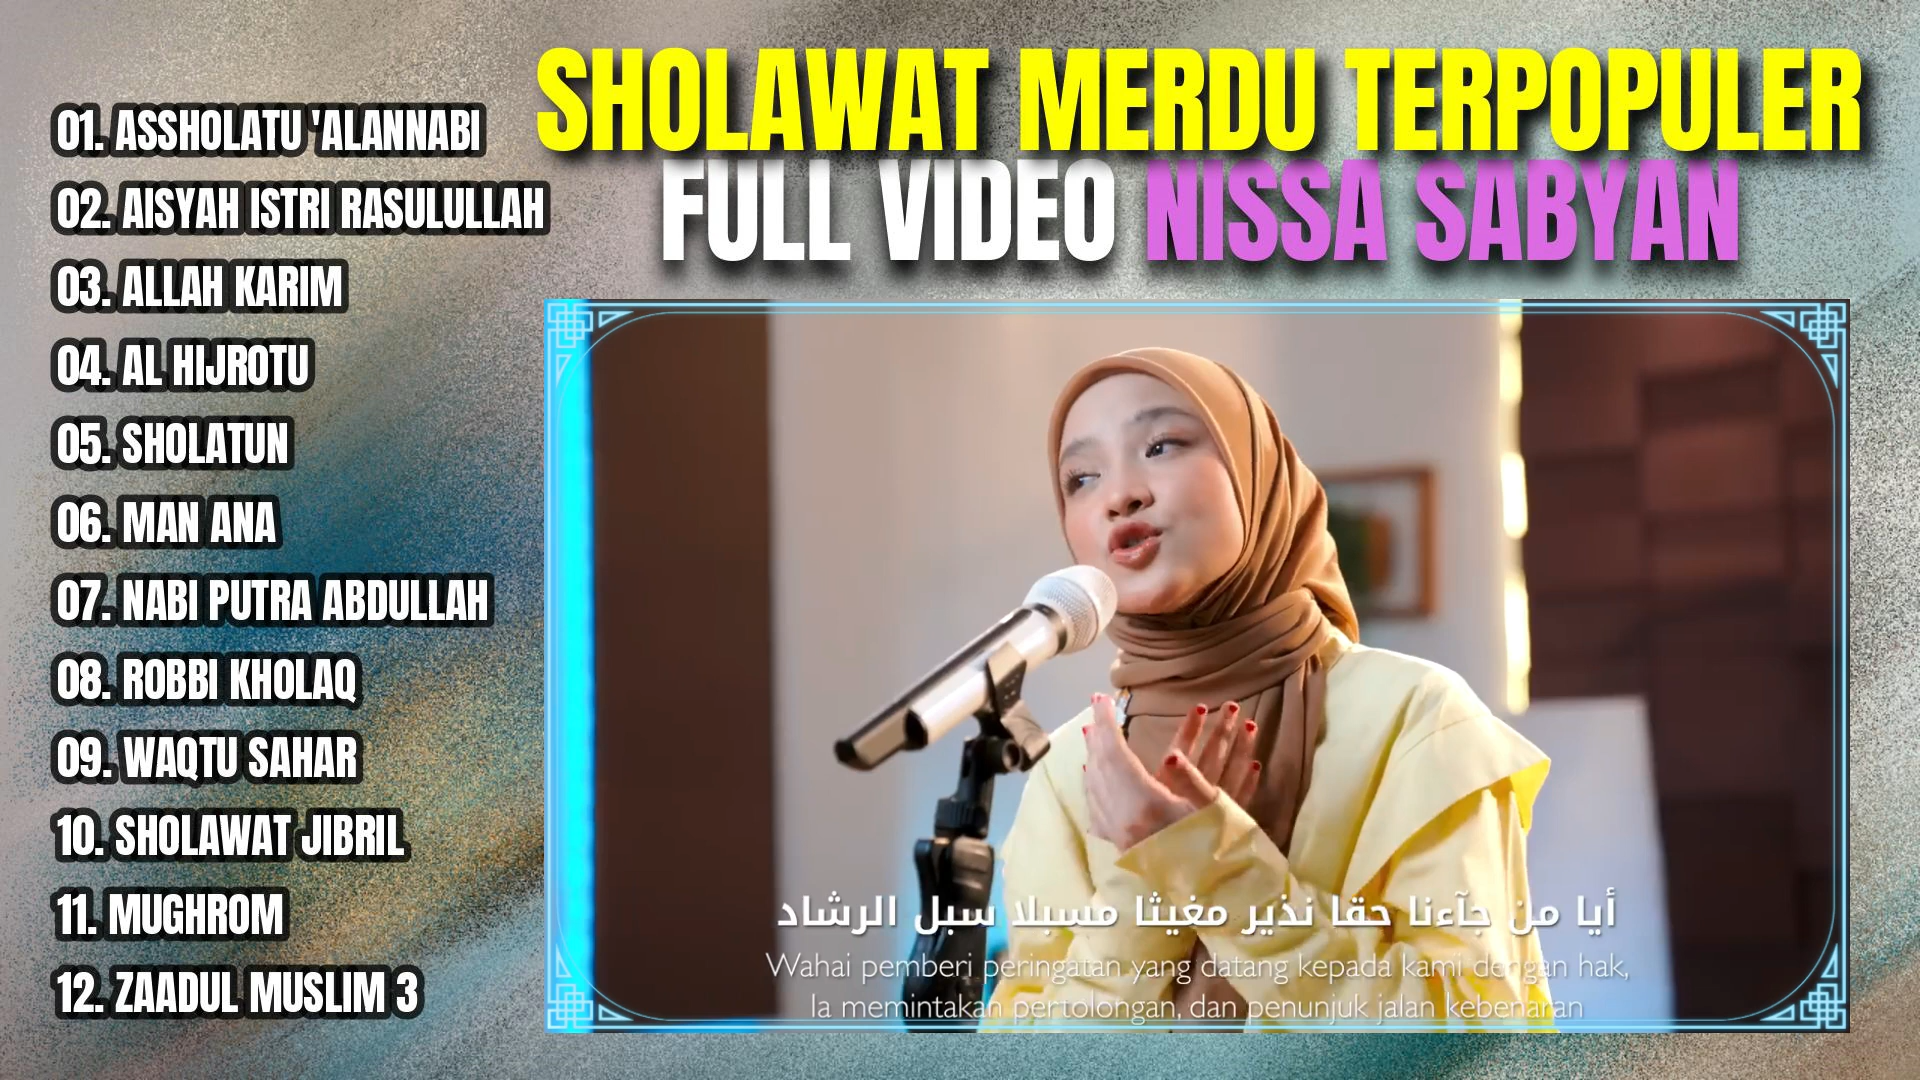 SHOLAWAT MERDU TERPOPULER
FULL VIDEO NISSA SABYAN
01. ASSHOLATU 'ALANNABI
02. AISYAH ISTRI RASULULLAH
03. ALLAH KARIM
04. AL HIJROTU
05. SHOLATUN
06. MAN ANA
07. NABI PUTRA ABDULLAH
08. ROBBI KHOLAQ
09. WAQTU SAHAR
10. SHOLAWAT JIBRIL
11. MUGHROM
12. ZAADUL MUSLIM 3
أيا من جآءنا حقا نذير مغيثا مسبلا سبل الرشاد
Wahai pemberi peringatan yang datang kepada kami dengan hak,
Ia memintakan pertolongan, dan penunjuk jalan kebenaran